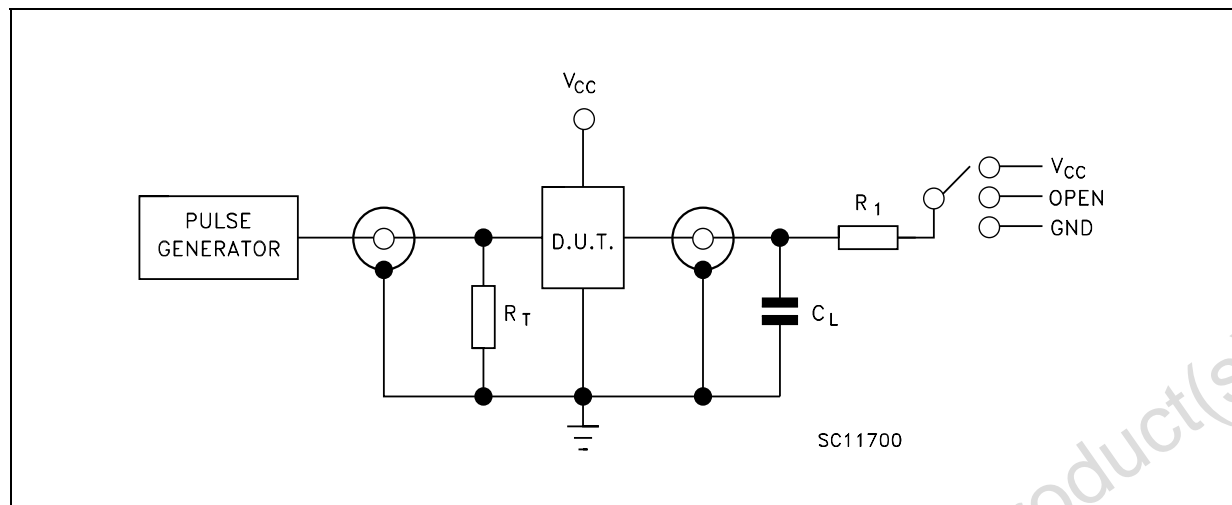 VCC
PULSE
GENERATOR
D.U.T.
RT
R1
CL
VCC
OPEN
GND
SC11700